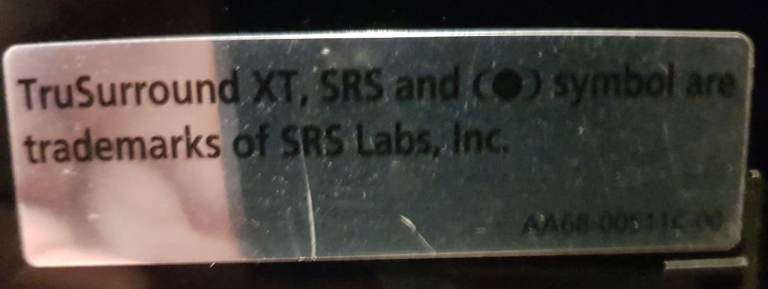 TruSurround XT, SRS and (●) symbol are
trademarks of SRS Labs, Inc.
AA68-00511C-00